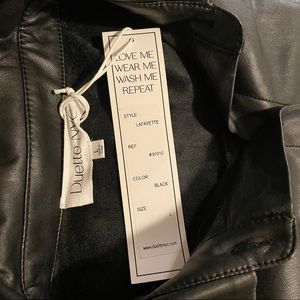 LOVE ME
WEAR ME
WASH ME
REPEAT
STYLE:
LAFAYETTE
REF:
#91010
COLOR:
BLACK
SIZE:
L
www.duettenyc.com
Duette NYC
L